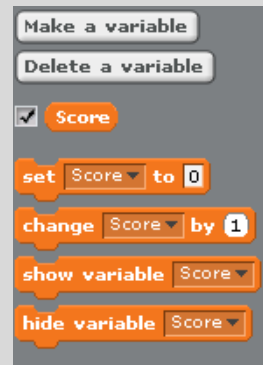 Make a variable
Delete a variable
Score
set Score to 0
change Score by 1
show variable Score
hide variable Score